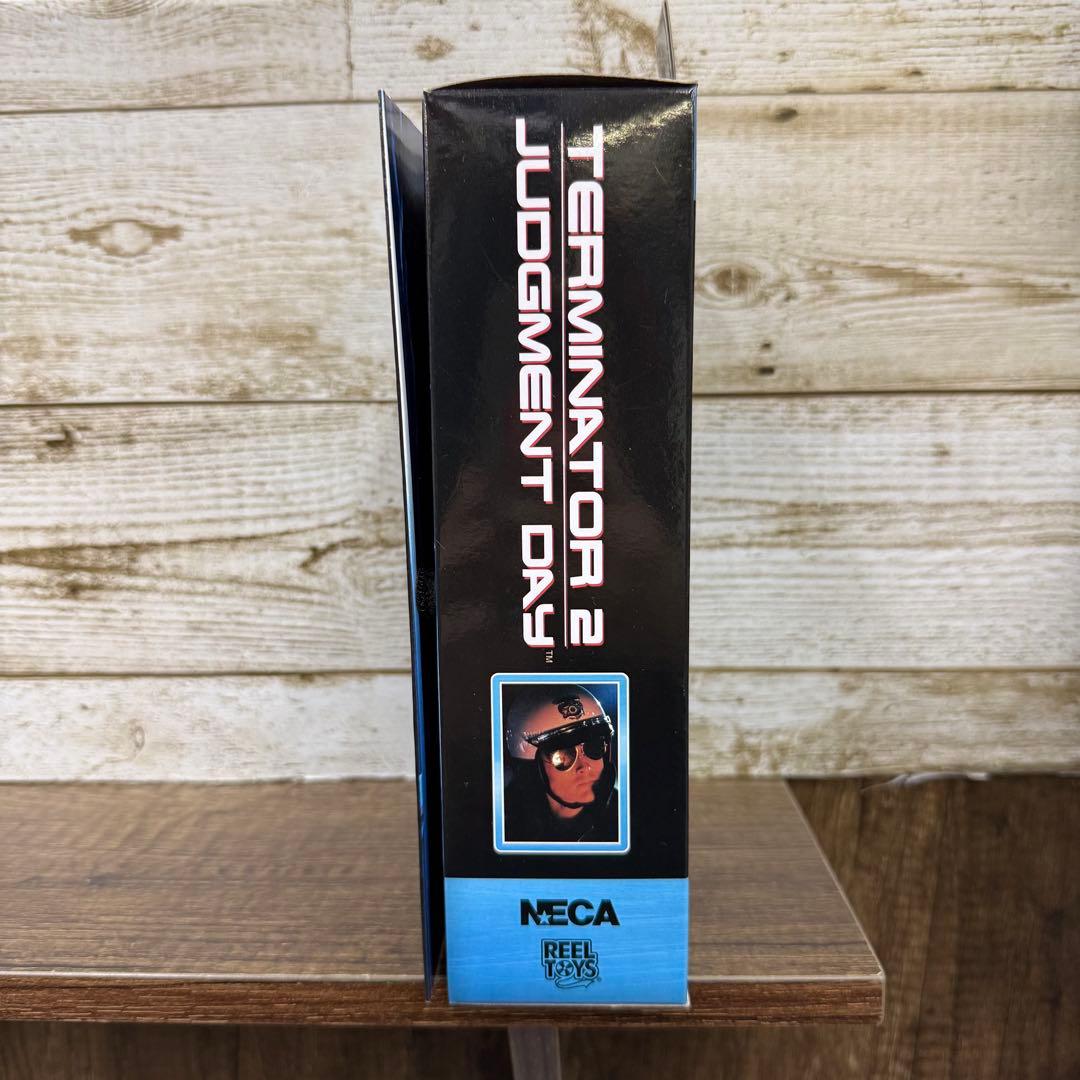 TERMINATOR 2
JUDGMENT DAY™
NECA
REEL
TOYS